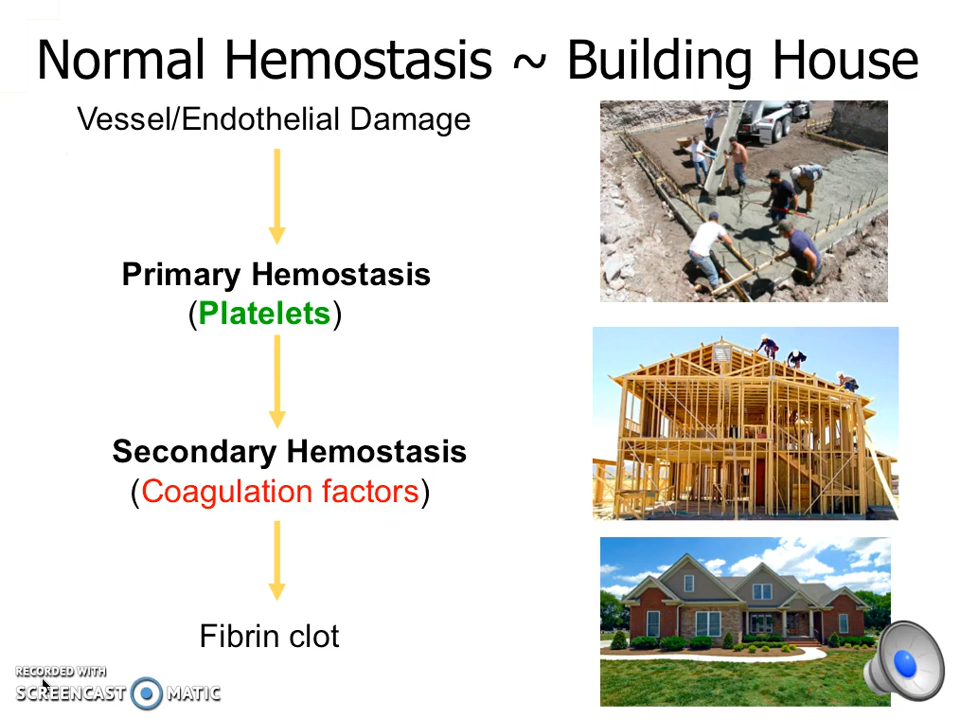 Normal Hemostasis ~ Building House
Vessel/Endothelial Damage
Primary Hemostasis
(Platelets)
Secondary Hemostasis
(Coagulation factors)
Fibrin clot
RECORDED WITH
SCREENCAST MATIC